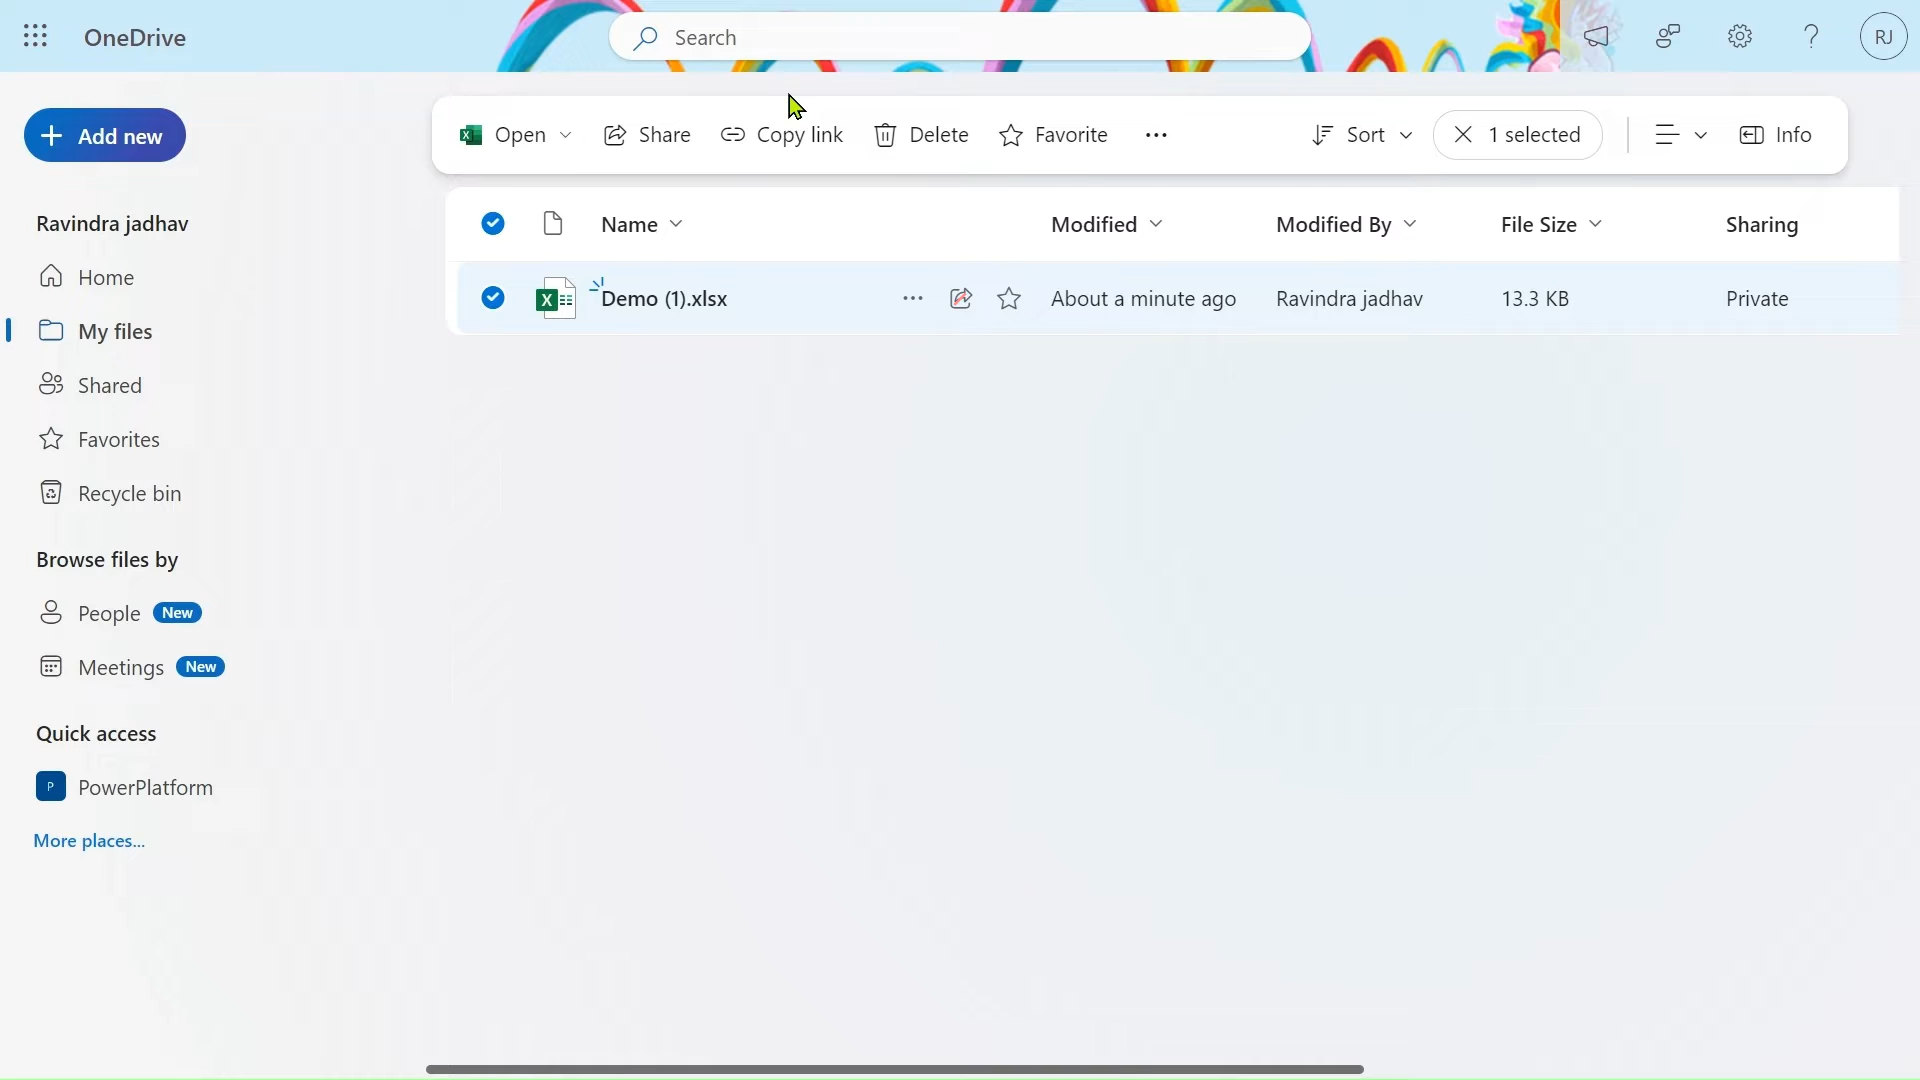 OneDrive
Search
RJ
Add new
Open
Share
Copy link
Delete
Favorite
Sort
1 selected
Info
Ravindra jadhav
Home
My files
Shared
Favorites
Recycle bin
Browse files by
People New
Meetings New
Quick access
P PowerPlatform
More places...
Name Modified Modified By File Size Sharing
Demo (1).xlsx About a minute ago Ravindra jadhav 13.3 KB Private